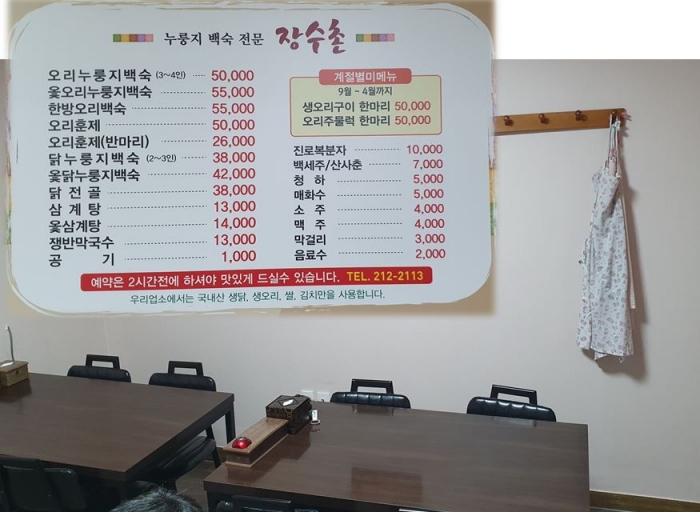 누룽지 백숙 전문 장수촌
오리누룽지백숙 (3~4인) 50,000
옻오리누룽지백숙 55,000
한방오리백숙 55,000
오리훈제 50,000
오리훈제(반마리) 26,000
닭누룽지백숙 (2~3인) 38,000
옻닭누룽지백숙 42,000
닭 전 골 38,000
삼 계 탕 13,000
옻삼계탕 14,000
쟁반막국수 13,000
공 기 1,000
계절별미메뉴
9월 ~ 4월까지
생오리구이 한마리 50,000
오리주물럭 한마리 50,000
진로복분자 10,000
백세주/산사춘 7,000
청 하 5,000
매화수 5,000
소 주 4,000
맥 주 4,000
막걸리 3,000
음료수 2,000
예약은 2시간전에 하셔야 맛있게 드실수 있습니다. TEL. 212-2113
우리업소에서는 국내산 생닭, 생오리, 쌀, 김치만을 사용합니다.